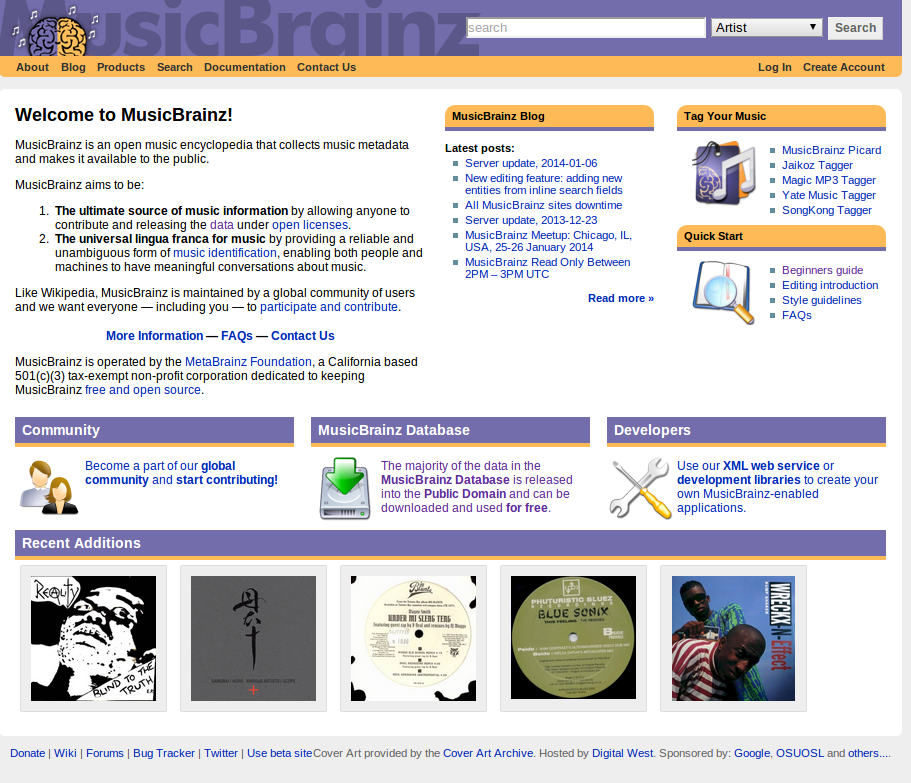 MusicBrainz
search Artist Search
About Blog Products Search Documentation Contact Us Log In Create Account
Welcome to MusicBrainz!
MusicBrainz is an open music encyclopedia that collects music metadata
and makes it available to the public.
MusicBrainz aims to be:
1. The ultimate source of music information by allowing anyone to
contribute and releasing the data under open licenses.
2. The universal lingua franca for music by providing a reliable and
unambiguous form of music identification, enabling both people and
machines to have meaningful conversations about music.
Like Wikipedia, MusicBrainz is maintained by a global community of users
and we want everyone — including you — to participate and contribute.
More Information — FAQs — Contact Us
MusicBrainz is operated by the MetaBrainz Foundation, a California based
501(c)(3) tax-exempt non-profit corporation dedicated to keeping
MusicBrainz free and open source.
MusicBrainz Blog
Latest posts:
Server update, 2014-01-06
New editing feature: adding new
entities from inline search fields
All MusicBrainz sites downtime
Server update, 2013-12-23
MusicBrainz Meetup: Chicago, IL,
USA, 25-26 January 2014
MusicBrainz Read Only Between
2PM – 3PM UTC
Read more »
Tag Your Music
MusicBrainz Picard
Jaikoz Tagger
Magic MP3 Tagger
Yate Music Tagger
SongKong Tagger
Quick Start
Beginners guide
Editing introduction
Style guidelines
FAQs
Community
Become a part of our global
community and start contributing!
MusicBrainz Database
The majority of the data in the
MusicBrainz Database is released
into the Public Domain and can be
downloaded and used for free.
Developers
Use our XML web service or
development libraries to create your
own MusicBrainz-enabled
applications.
Recent Additions
REALITY
BLIND TO THE
TRUTH
UNDER MI SLENG TENG
PHUTURISTIC BLUEZ
BLUE SONIX
WRECKX-N-Effect
Donate | Wiki | Forums | Bug Tracker | Twitter | Use beta site Cover Art provided by the Cover Art Archive. Hosted by Digital West. Sponsored by: Google, OSUOSL and others....